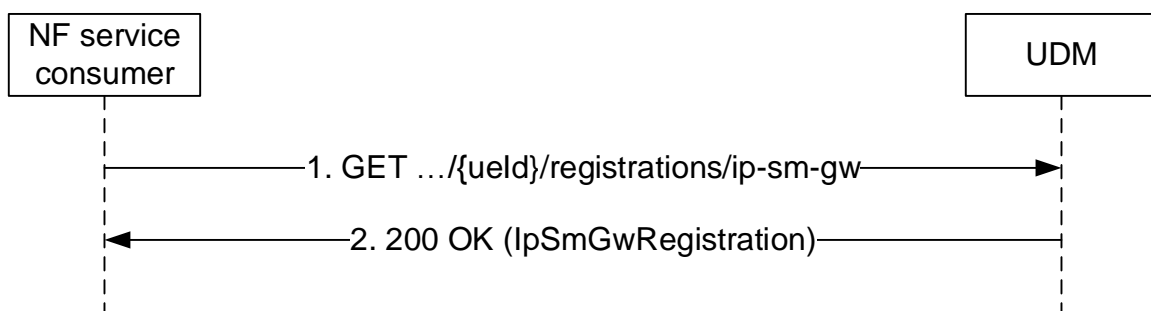 NF service
consumer
UDM
1. GET …/{ueId}/registrations/ip-sm-gw
2. 200 OK (IpSmGwRegistration)